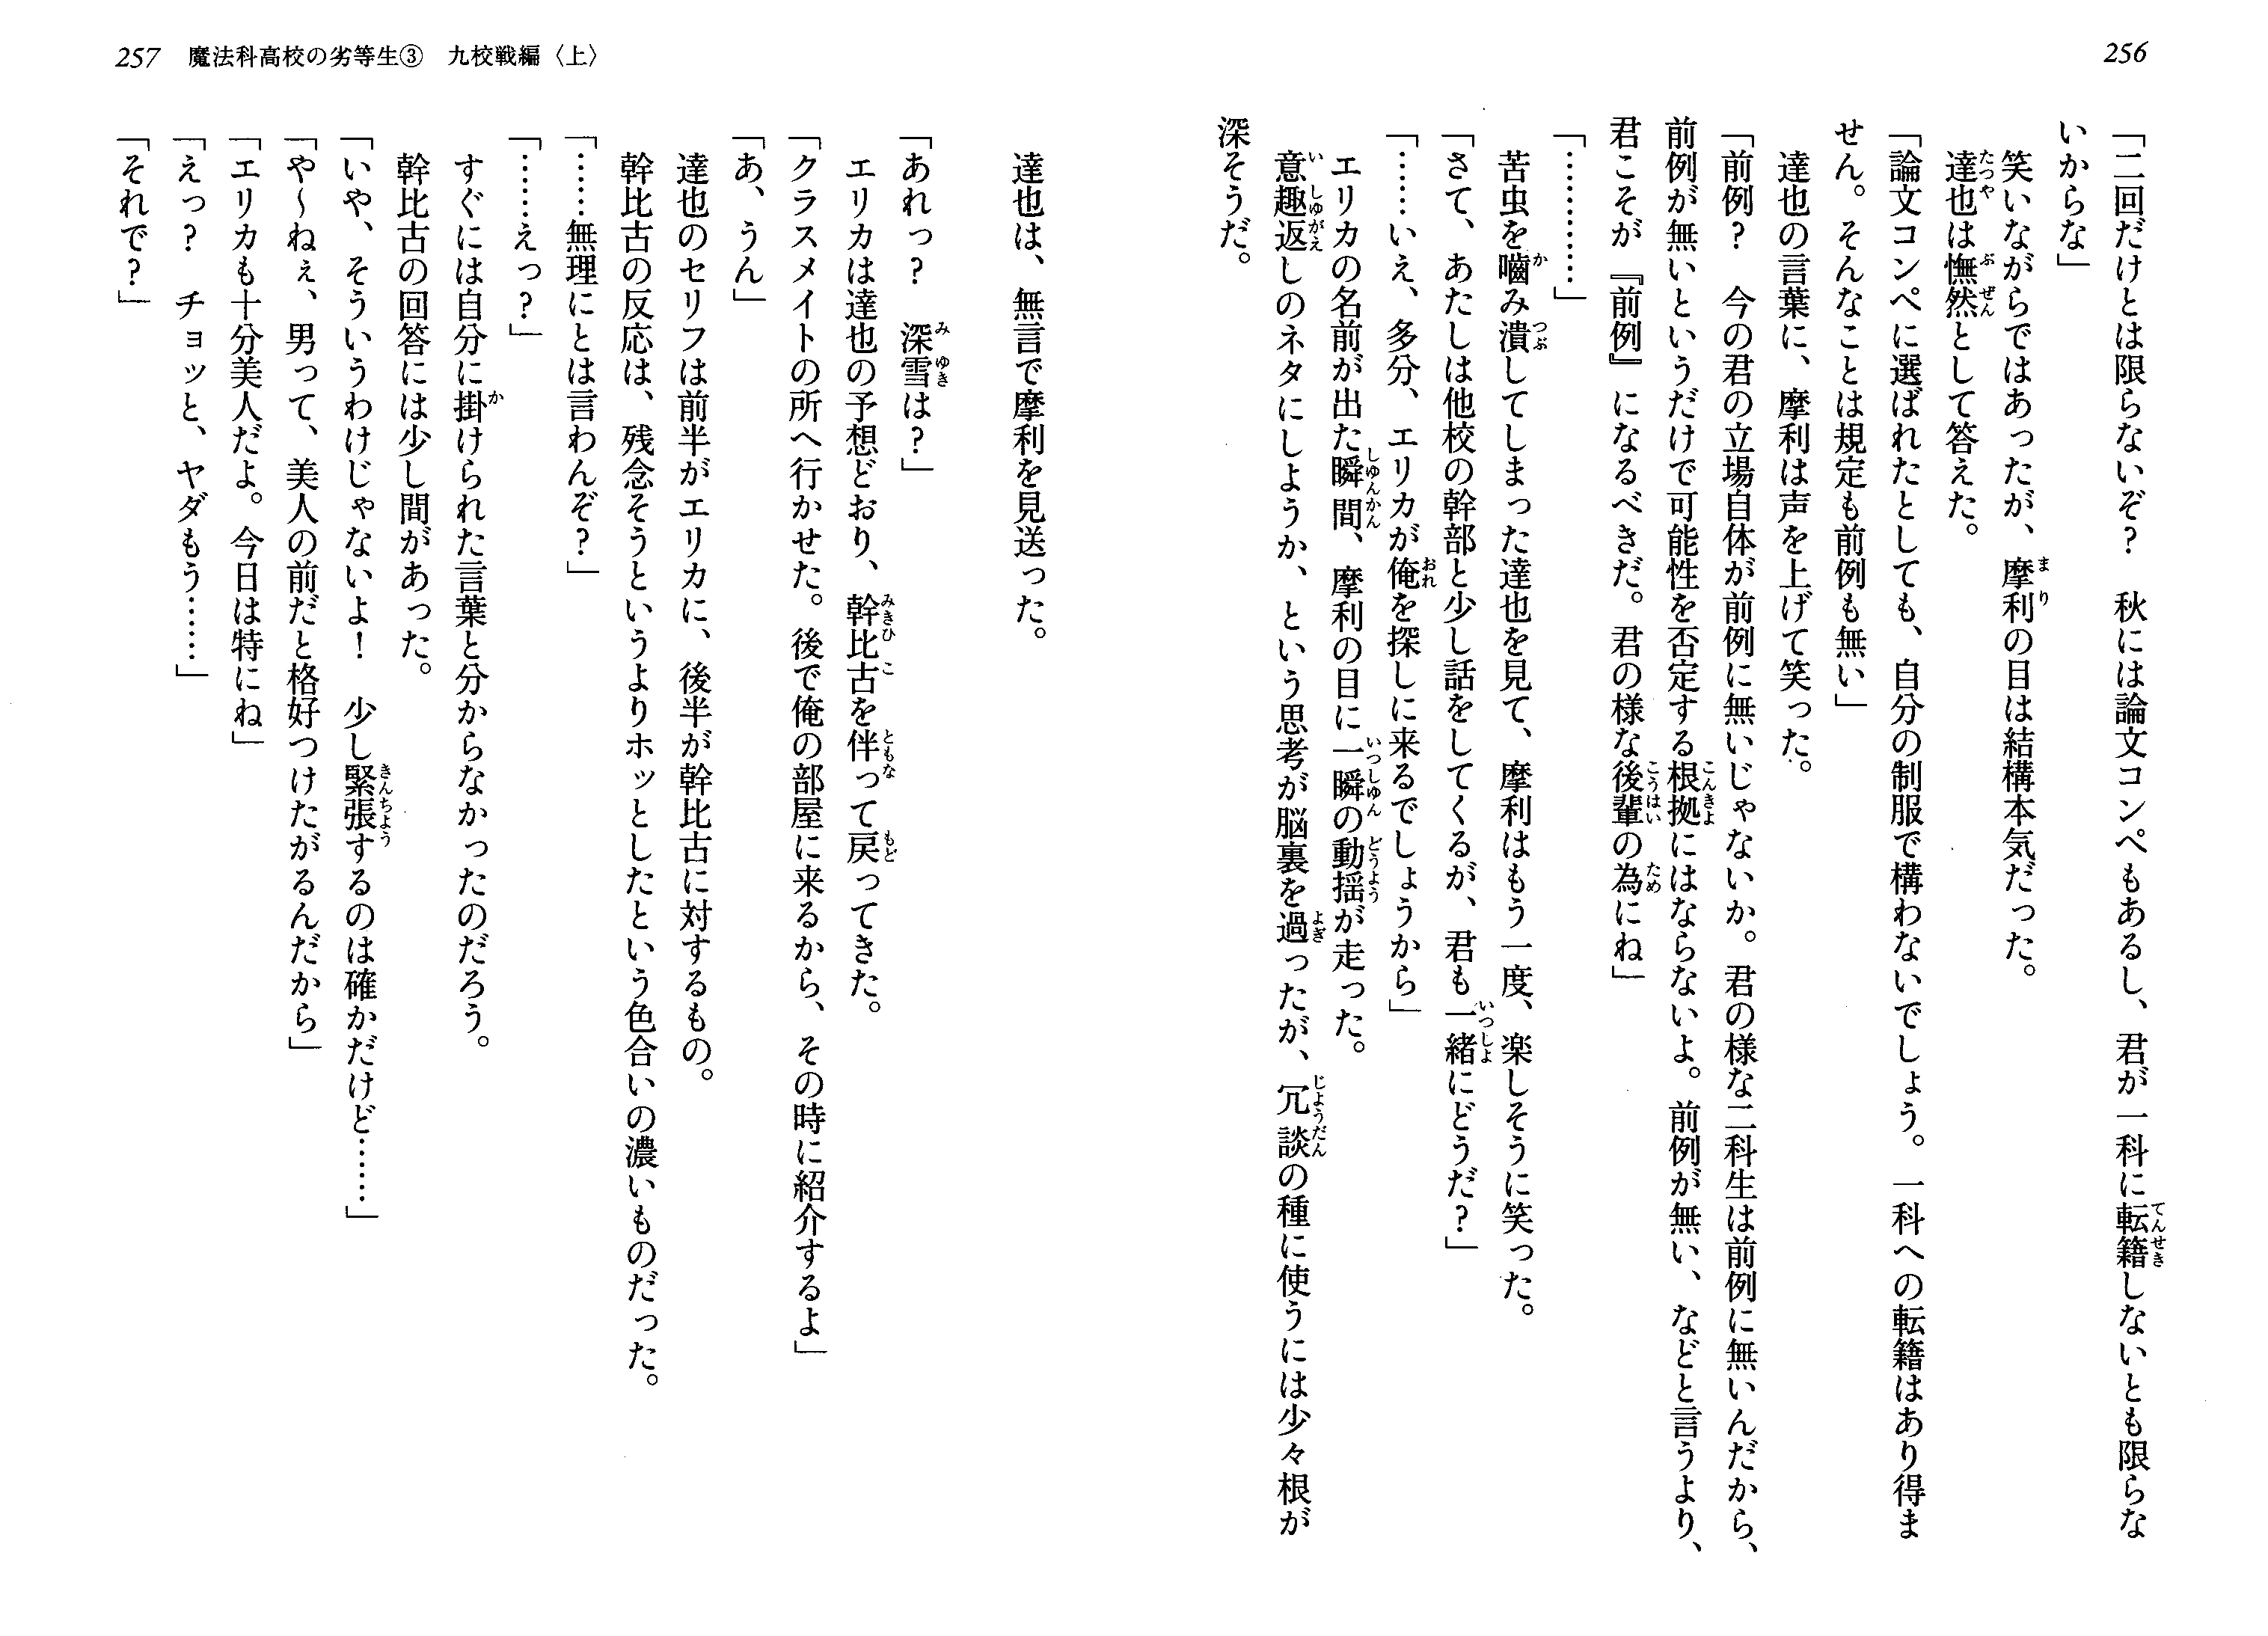 256
「二回だけとは限らないぞ？　秋には論文コンペもあるし、君が一科に転籍しないとも限らな
いからな」
　笑いながらではあったが、摩利の目は結構本気だった。
　達也は憮然として答えた。
「論文コンペに選ばれたとしても、自分の制服で構わないでしょう。一科への転籍はあり得ま
せん。そんなことは規定も前例も無い」
　達也の言葉に、摩利は声を上げて笑った。
「前例？　今の君の立場自体が前例に無いじゃないか。君の様な二科生は前例に無いんだから、
前例が無いというだけで可能性を否定する根拠にはならないよ。前例が無い、などと言うより、
君こそが『前例』になるべきだ。君の様な後輩の為にね」
「…………」
　苦虫を嚙み潰してしまった達也を見て、摩利はもう一度、楽しそうに笑った。
「さて、あたしは他校の幹部と少し話をしてくるが、君も一緒にどうだ？」
「……いえ、多分、エリカが俺を探しに来るでしょうから」
　エリカの名前が出た瞬間、摩利の目に一瞬の動揺が走った。
　意趣返しのネタにしようか、という思考が脳裏を過ったが、冗談の種に使うには少々根が
深そうだ。
257　魔法科高校の劣等生③　九校戦編〈上〉
　達也は、無言で摩利を見送った。
「あれっ？　深雪は？」
　エリカは達也の予想どおり、幹比古を伴って戻ってきた。
「クラスメイトの所へ行かせた。後で俺の部屋に来るから、その時に紹介するよ」
「あ、うん」
　達也のセリフは前半がエリカに、後半が幹比古に対するもの。
　幹比古の反応は、残念そうというよりホッとしたという色合いの濃いものだった。
「……無理にとは言わんぞ？」
「……えっ？」
　すぐには自分に掛けられた言葉と分からなかったのだろう。
　幹比古の回答には少し間があった。
「いや、そういうわけじゃないよ！　少し緊張するのは確かだけど……」
「や～ねぇ、男って、美人の前だと格好つけたがるんだから」
「エリカも十分美人だよ。今日は特にね」
「えっ？　チョッと、ヤダもう……」
「それで？」